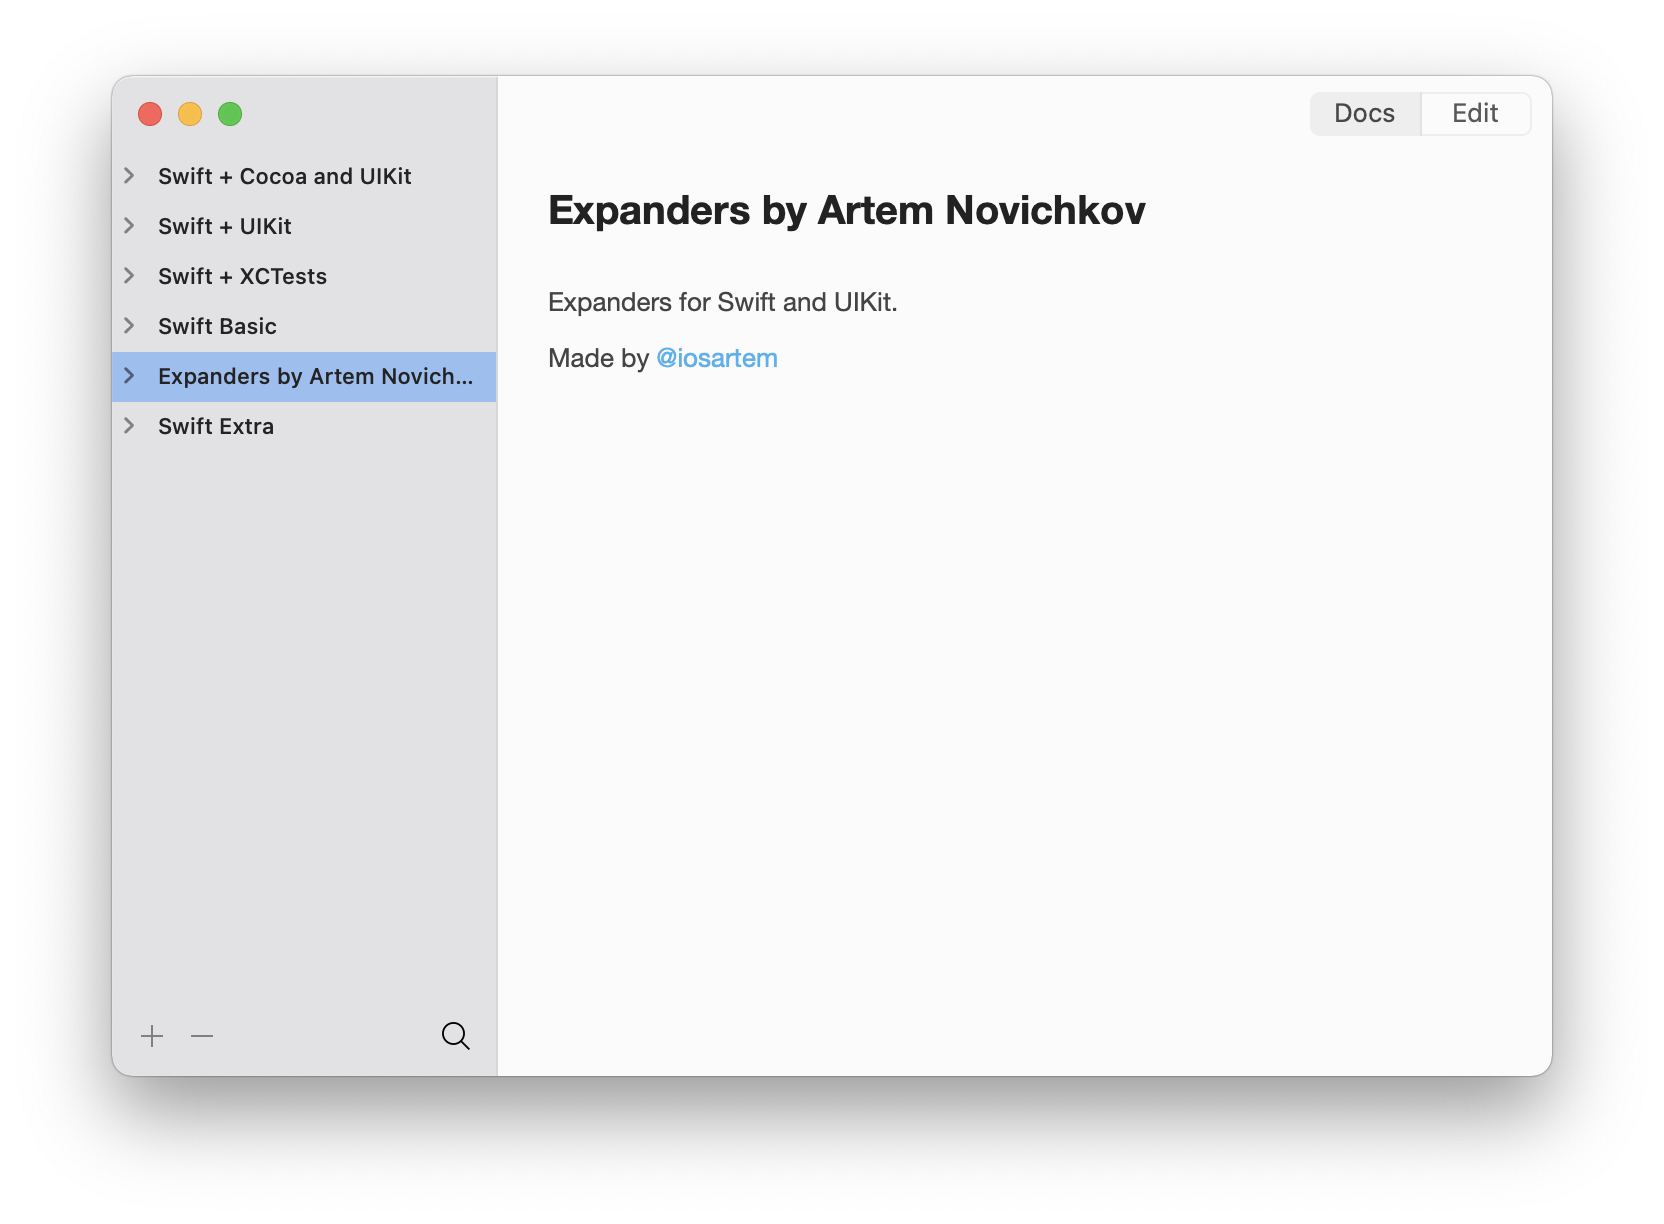 Docs
Edit
Swift + Cocoa and UIKit
Swift + UIKit
Swift + XCTests
Swift Basic
Expanders by Artem Novich...
Swift Extra
Expanders by Artem Novichkov
Expanders for Swift and UIKit.
Made by @iosartem